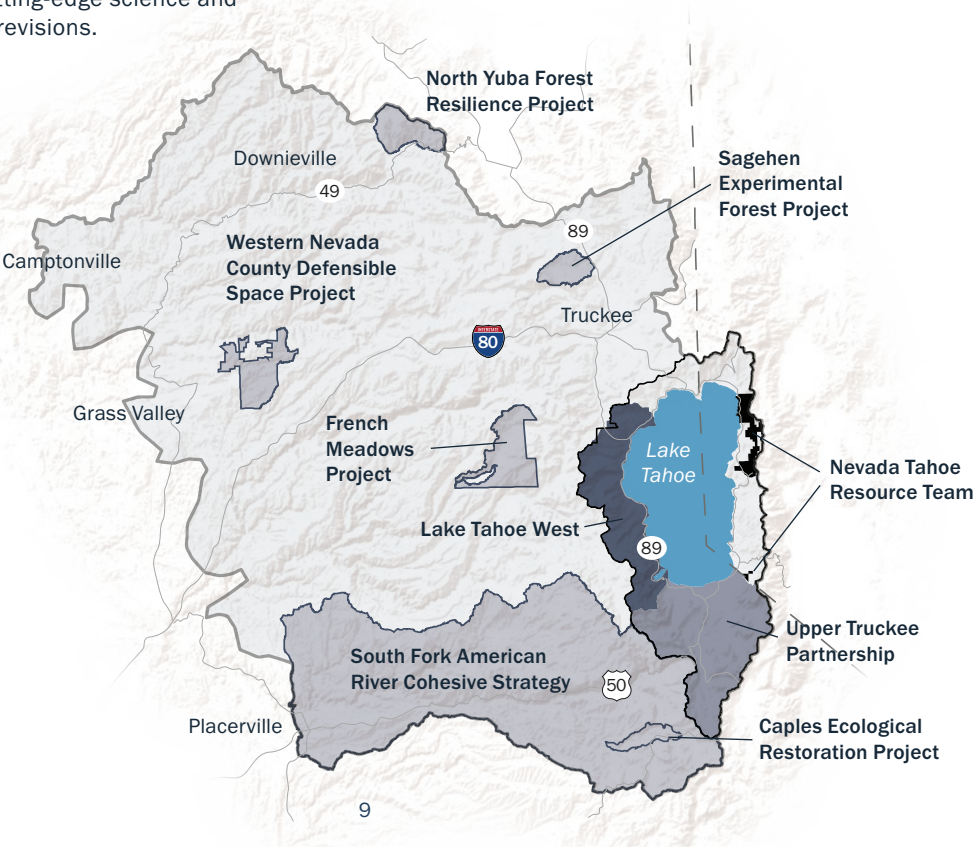 tting-edge science and
revisions.
North Yuba Forest
Resilience Project
Downieville
49
Sagehen
Experimental
Forest Project
89
Camptonville
Western Nevada
County Defensible
Space Project
Truckee
INTERSTATE
80
Grass Valley
French
Meadows
Project
Lake
Tahoe
Nevada Tahoe
Resource Team
Lake Tahoe West
89
Upper Truckee
Partnership
South Fork American
River Cohesive Strategy
50
Placerville
Caples Ecological
Restoration Project
9